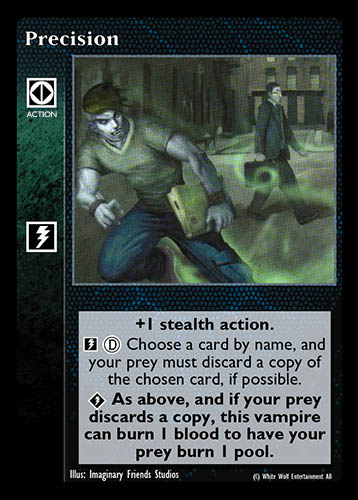 Precision
ACTION
+1 stealth action.
D Choose a card by name, and
your prey must discard a copy of
the chosen card, if possible.
As above, and if your prey
discards a copy, this vampire
can burn 1 blood to have your
prey burn 1 pool.
Illus: Imaginary Friends Studios
(C) White Wolf Entertainment AB